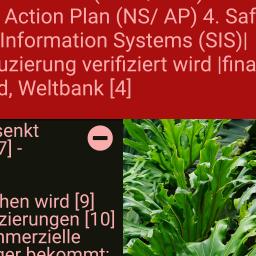 Action Plan (NS/ AP) 4. Saf
Information Systems (SIS)|
uzierung verifiziert wird |fina
d, Weltbank [4]
senkt
7] -
hen wird [9]
zierungen [10]
nmerzielle
ger bekommt: